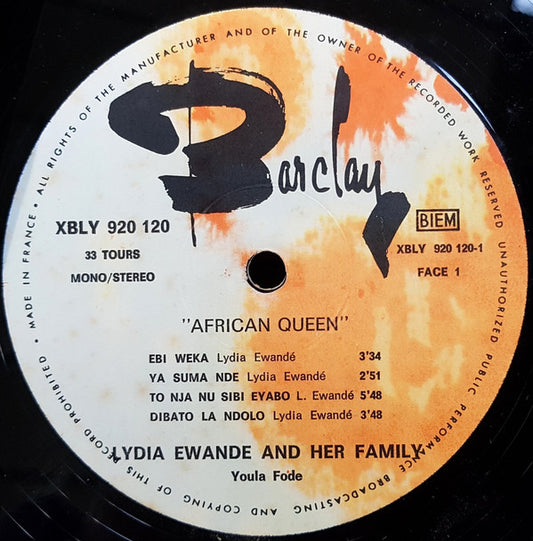 • ALL RIGHTS OF THE MANUFACTURER AND OF THE OWNER OF THE RECORDED WORK RESERVED UNAUTHORIZED PUBLIC PERFORMANCE BROADCASTING AND COPYING OF THIS RECORD PROHIBITED • MADE IN FRANCE
Barclay
BIEM
XBLY 920 120
33 TOURS
MONO/STEREO
XBLY 920 120-1
FACE 1
"AFRICAN QUEEN"
EBI WEKA Lydia Ewandé 3'34
YA SUMA NDE Lydia Ewandé 2'51
TO NJA NU SIBI EYABO L. Ewandé 5'48
DIBATO LA NDOLO Lydia Ewandé 3'48
LYDIA EWANDE AND HER FAMILY
Youla Fode